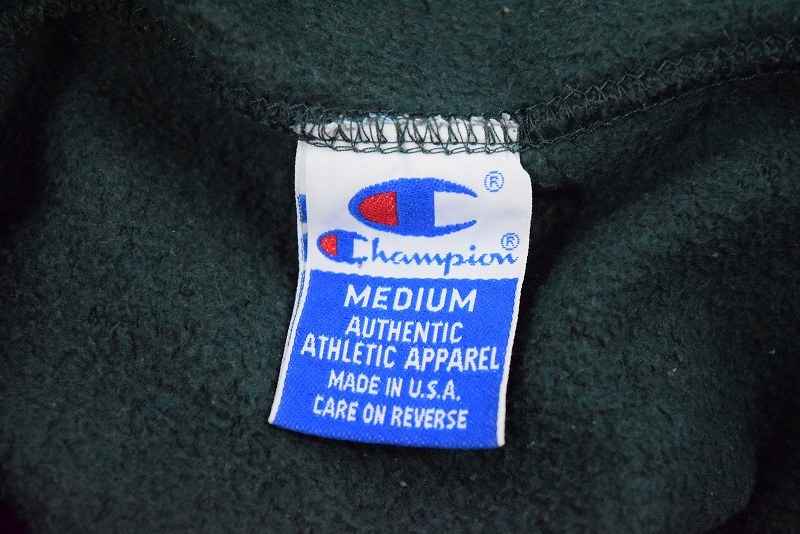 ®
Champion ®
MEDIUM
AUTHENTIC
ATHLETIC APPAREL
MADE IN U.S.A.
CARE ON REVERSE